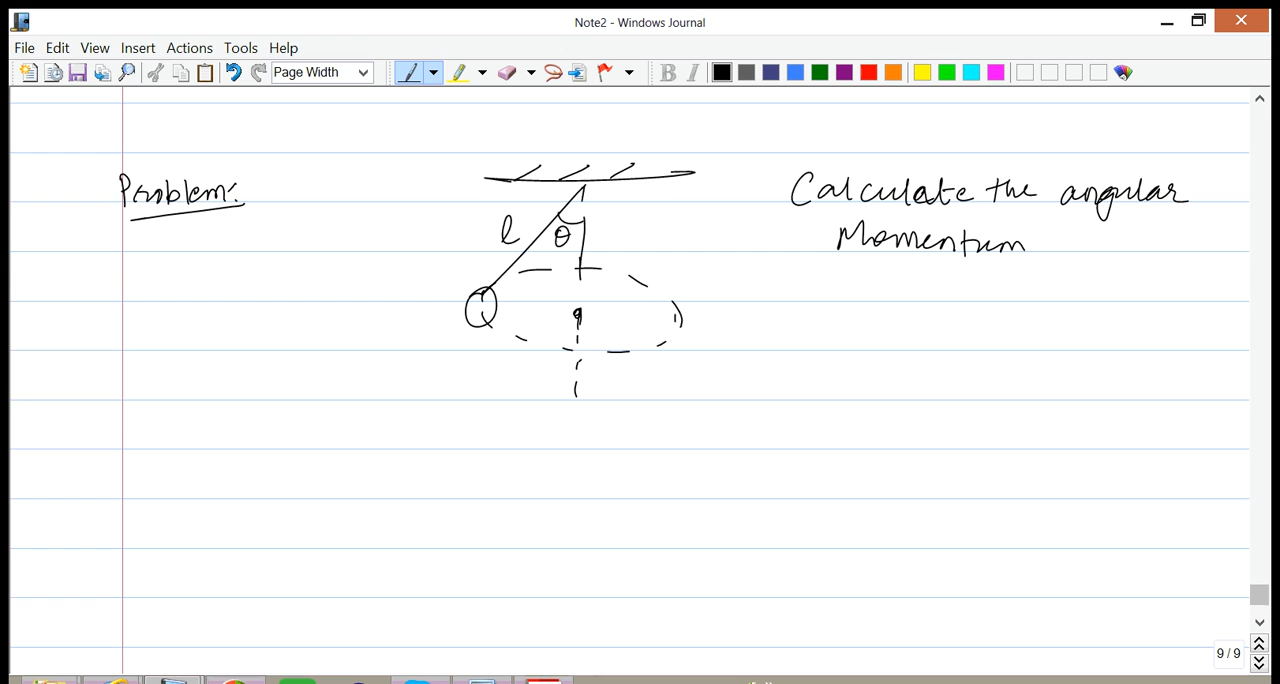 Note2 - Windows Journal
File Edit View Insert Actions Tools Help
Page Width
B I
Problem:
l
θ
Calculate the angular
Momentum
9 / 9